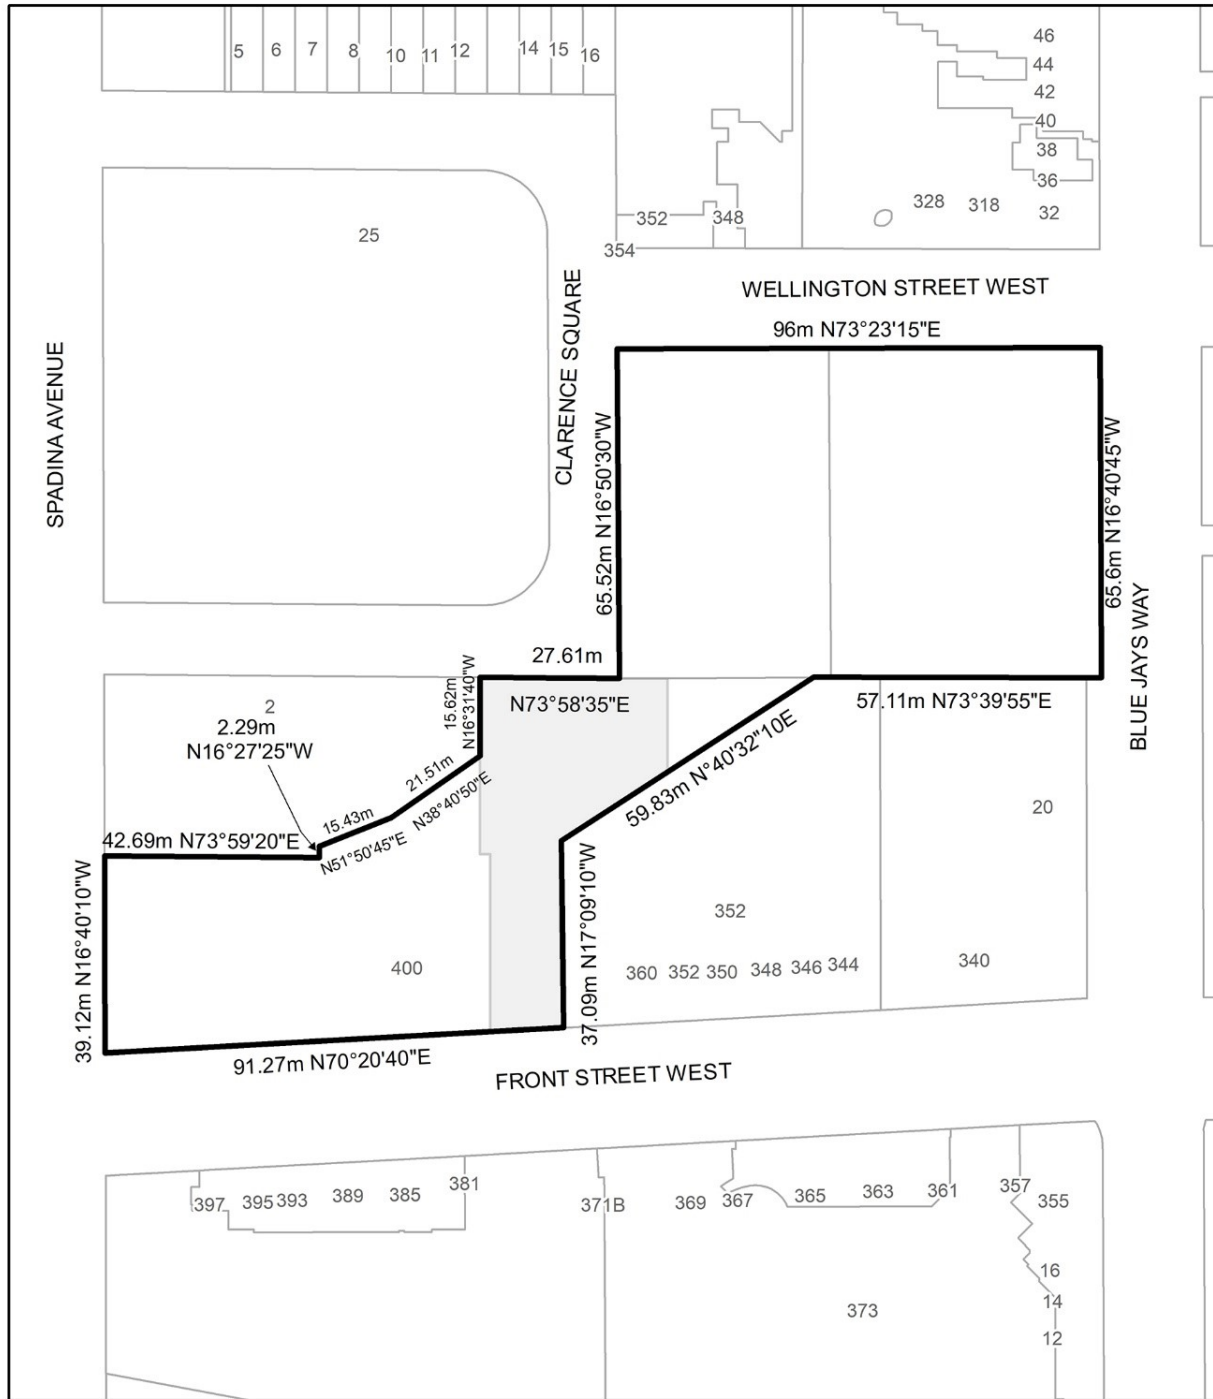 5
6
7
8
10
11
12
14
15
16
46
44
42
40
38
36
328
318
32
352
348
354
25
CLARENCE SQUARE
WELLINGTON STREET WEST
96m N73°23'15"E
SPADINA AVENUE
65.52m N16°50'30"W
65.6m N16°40'45"W
BLUE JAYS WAY
27.61m
N73°58'35"E
15.62m
N16°31'40"W
57.11m N73°39'55"E
2
2.29m
N16°27'25"W
21.51m
N38°40'50"E
15.43m
N51°50'45"E
59.83m N°40'32"10E
20
42.69m N73°59'20"E
39.12m N16°40'10"W
37.09m N17°09'10"W
352
400
360
352
350
348
346
344
340
91.27m N70°20'40"E
FRONT STREET WEST
397
395
393
389
385
381
371B
369
367
365
363
361
357
355
16
14
12
373